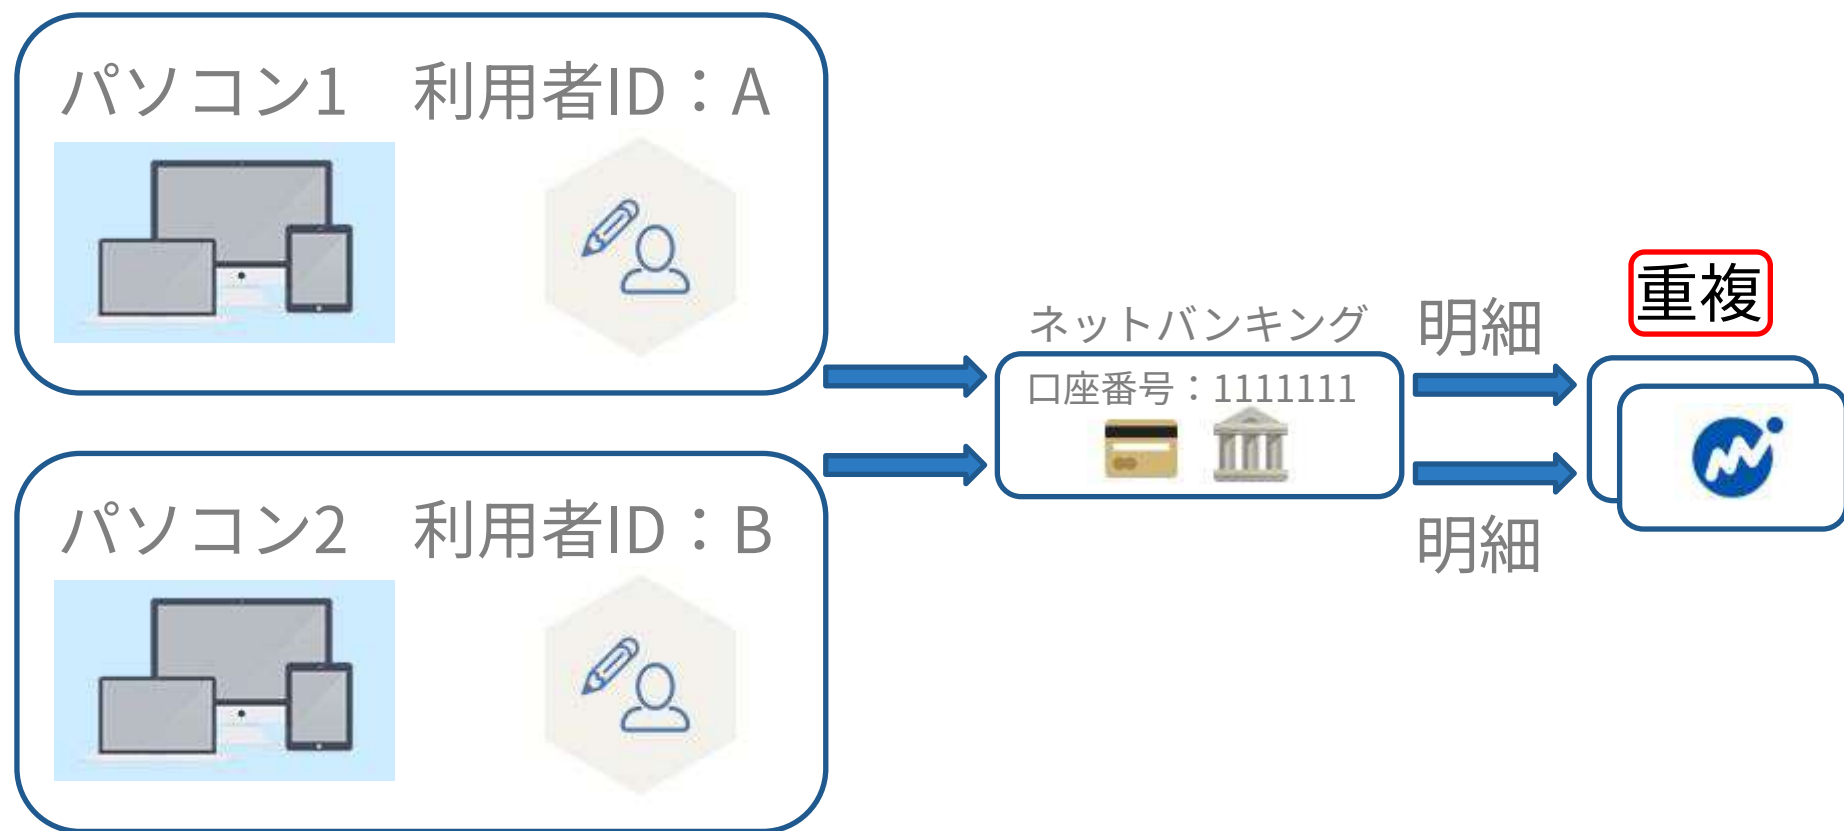 パソコン1 利用者ID：A
パソコン2 利用者ID：B
ネットバンキング
口座番号：1111111
明細
明細
重複